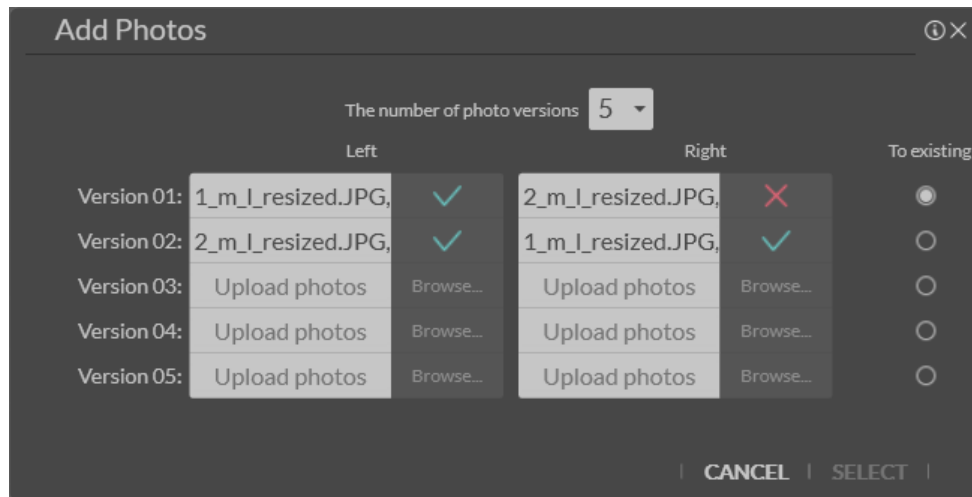 Add Photos
The number of photo versions 5
Left Right To existing
Version 01: 1_m_l_resized.JPG, 2_m_l_resized.JPG,
Version 02: 2_m_l_resized.JPG, 1_m_l_resized.JPG,
Version 03: Upload photos Browse... Upload photos Browse...
Version 04: Upload photos Browse... Upload photos Browse...
Version 05: Upload photos Browse... Upload photos Browse...
CANCEL SELECT